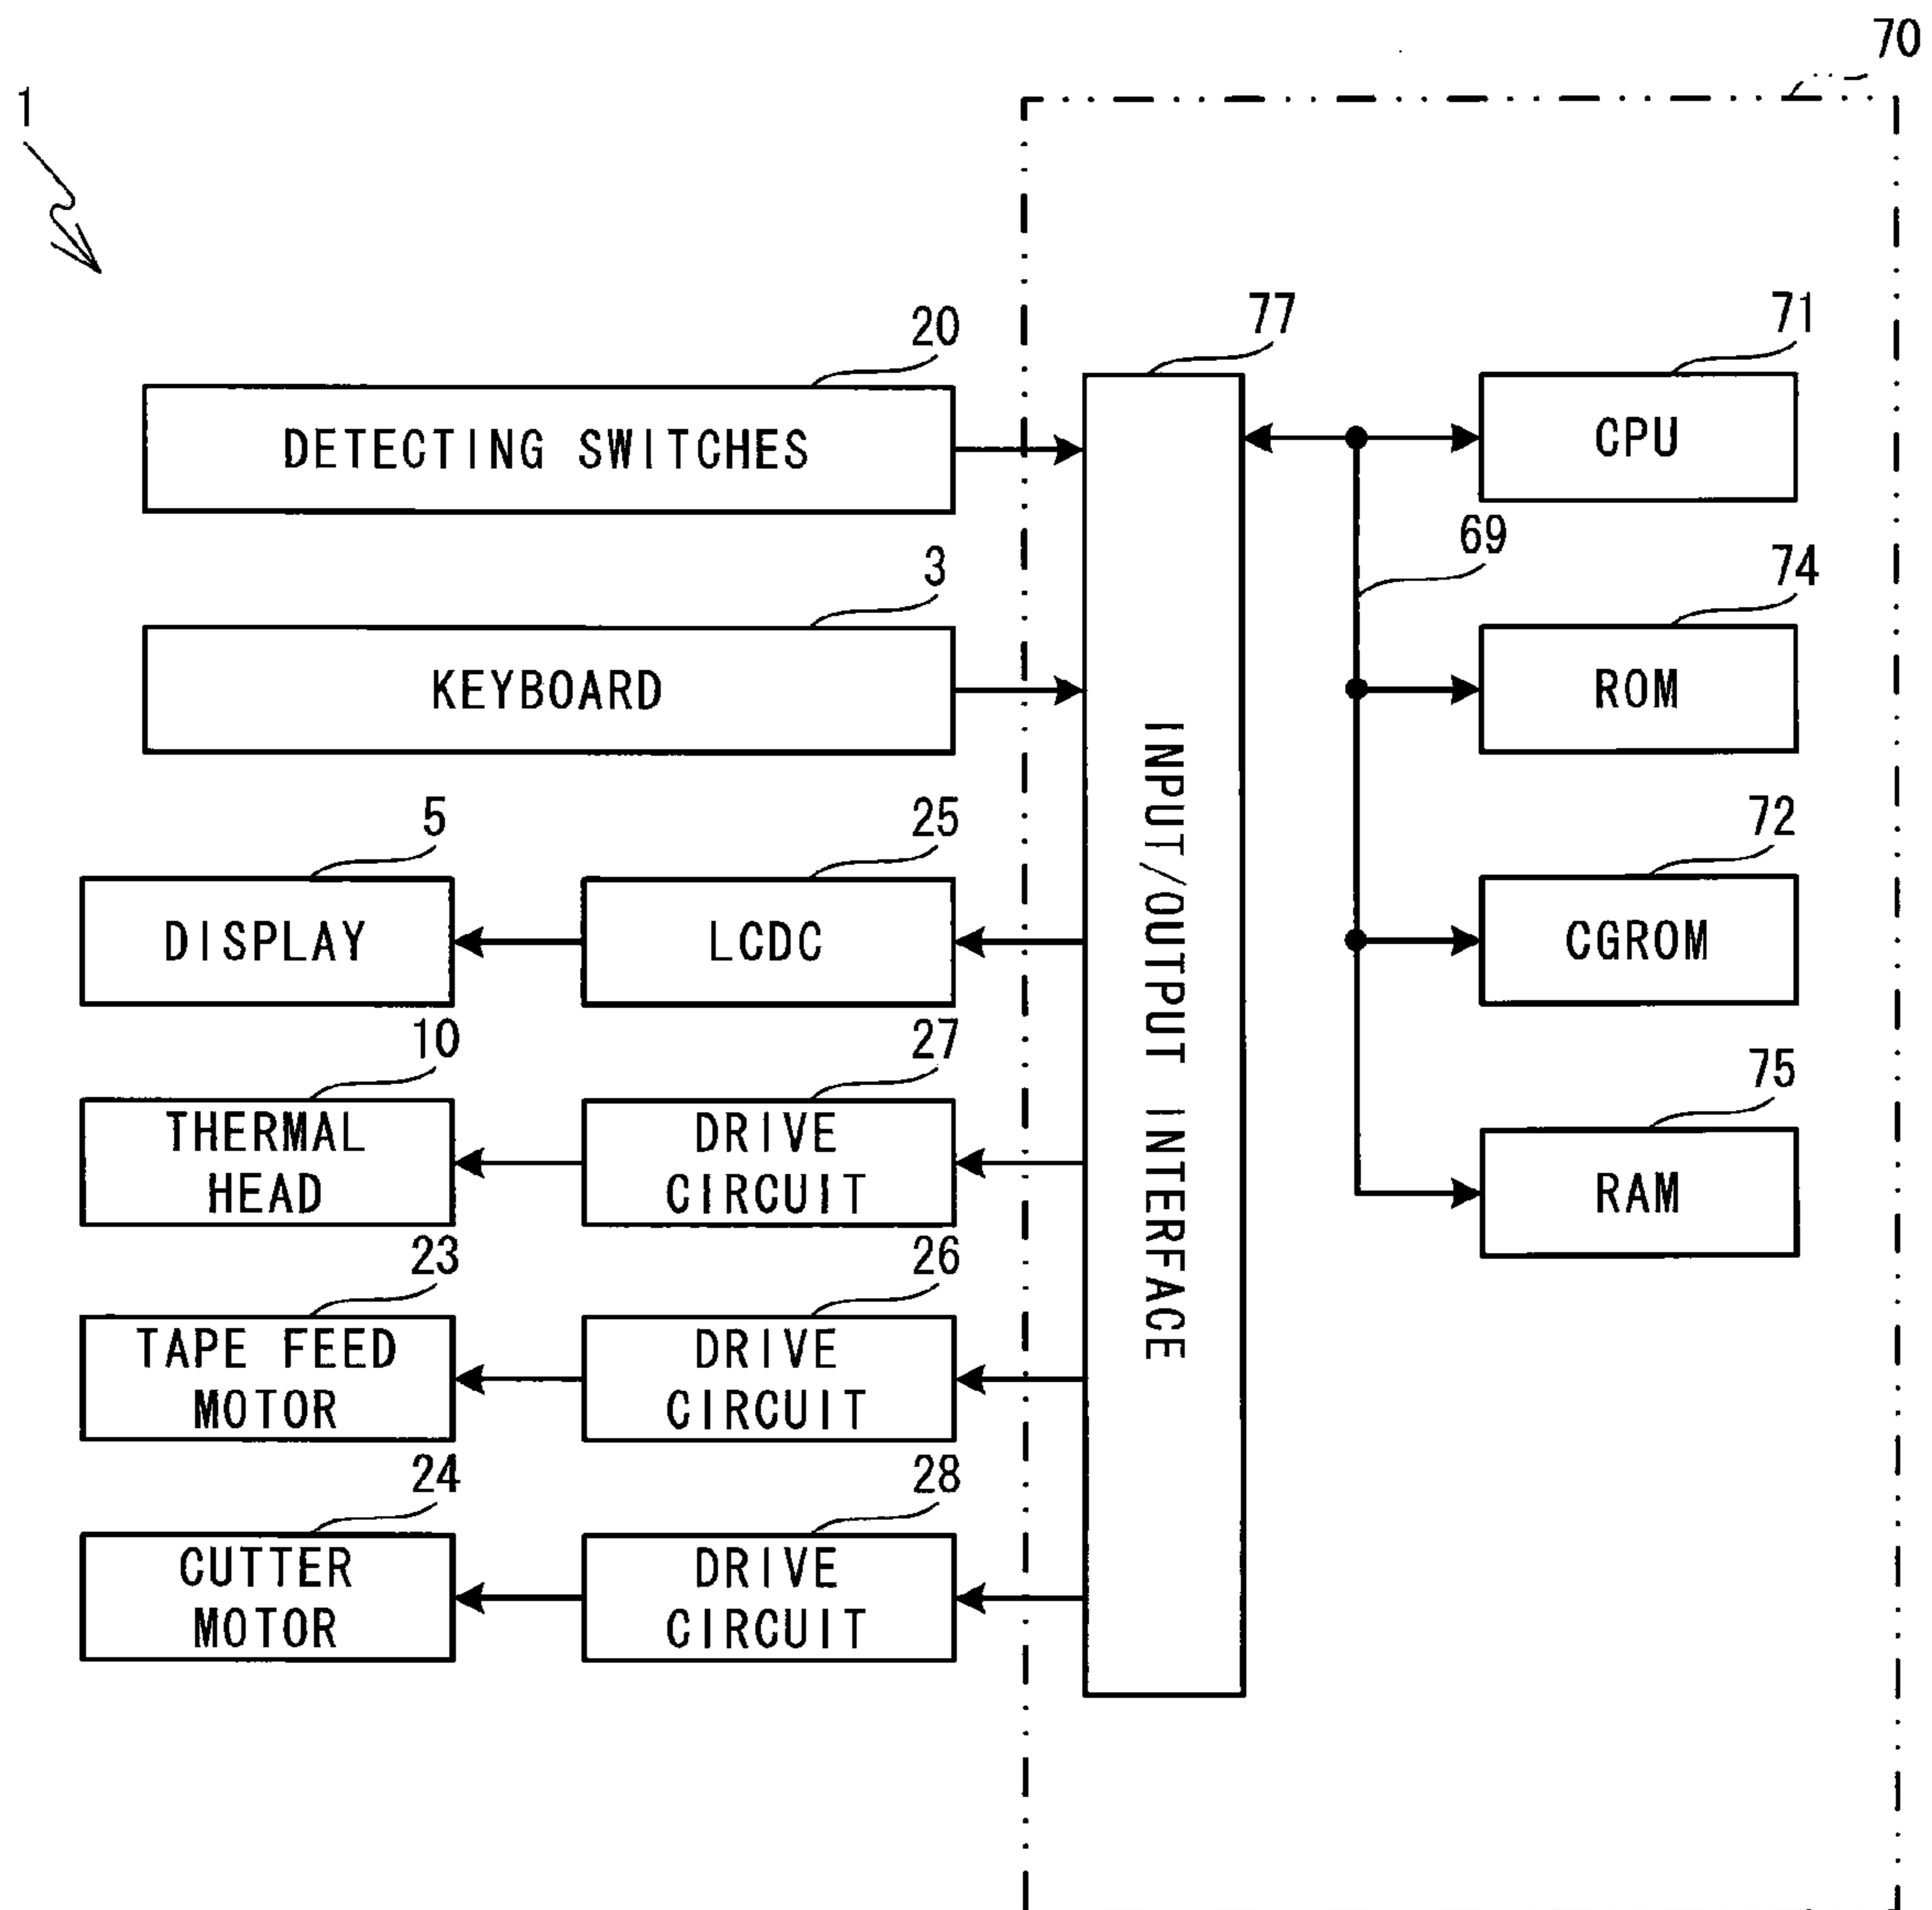 70
1
20
77
71
DETECTING SWITCHES
CPU
69
3
74
KEYBOARD
ROM
INPUT/OUTPUT INTERFACE
5
25
72
DISPLAY
LCDC
CGROM
10
27
75
THERMAL
HEAD
DRIVE
CIRCUIT
RAM
23
26
TAPE FEED
MOTOR
DRIVE
CIRCUIT
24
28
CUTTER
MOTOR
DRIVE
CIRCUIT